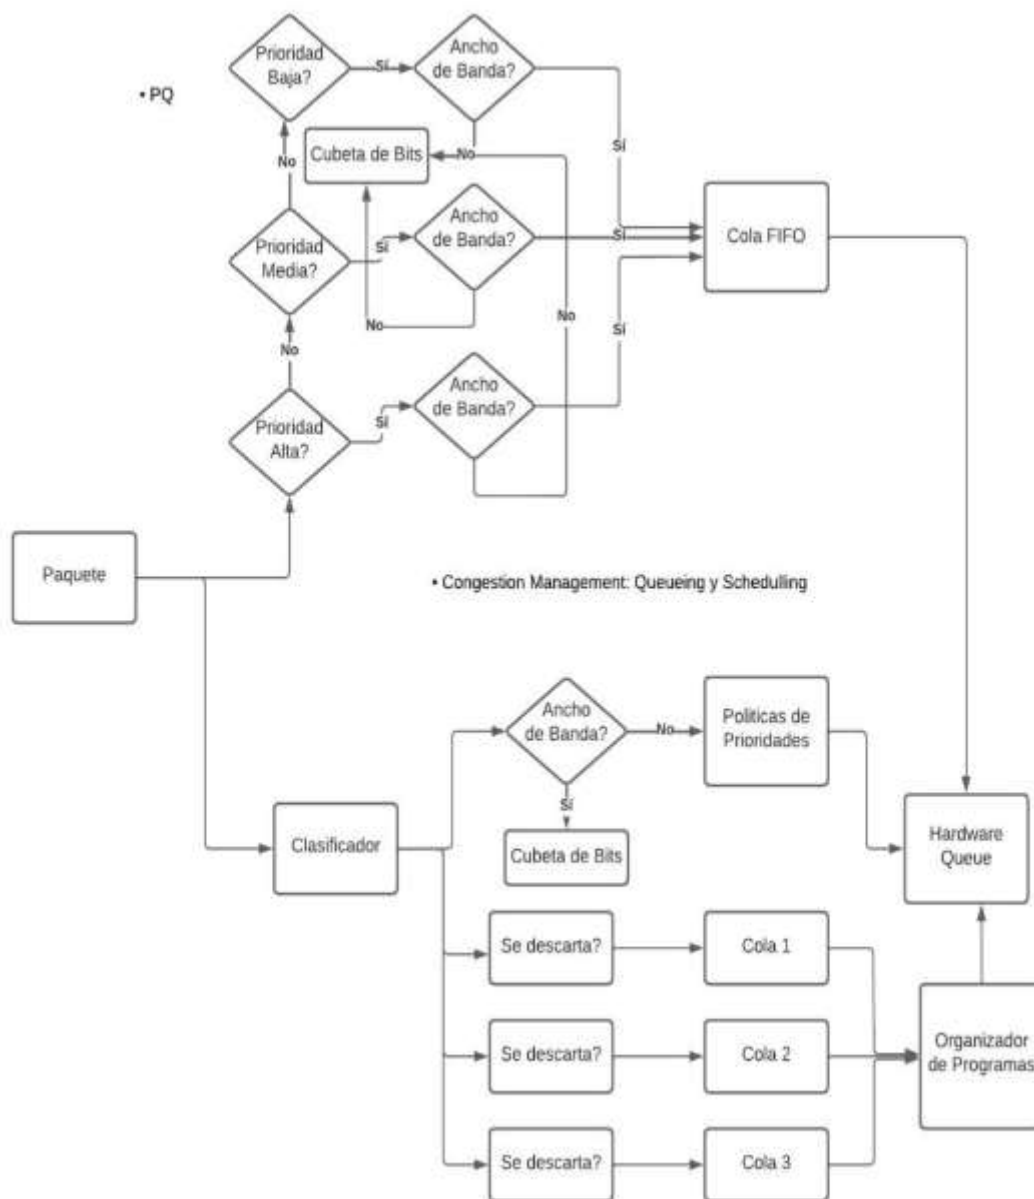 Prioridad
Baja?
Sí
Ancho
de Banda?
• PQ
Cubeta de Bits
No
No
Sí
Prioridad
Media?
Sí
Ancho
de Banda?
Sí
Cola FIFO
No
No
Sí
No
Prioridad
Alta?
Sí
Ancho
de Banda?
Paquete
• Congestion Management: Queueing y Schedulling
Ancho
de Banda?
No
Politicas de
Prioridades
Sí
Cubeta de Bits
Clasificador
Hardware
Queue
Se descarta?
Cola 1
Se descarta?
Cola 2
Organizador
de Programas
Se descarta?
Cola 3